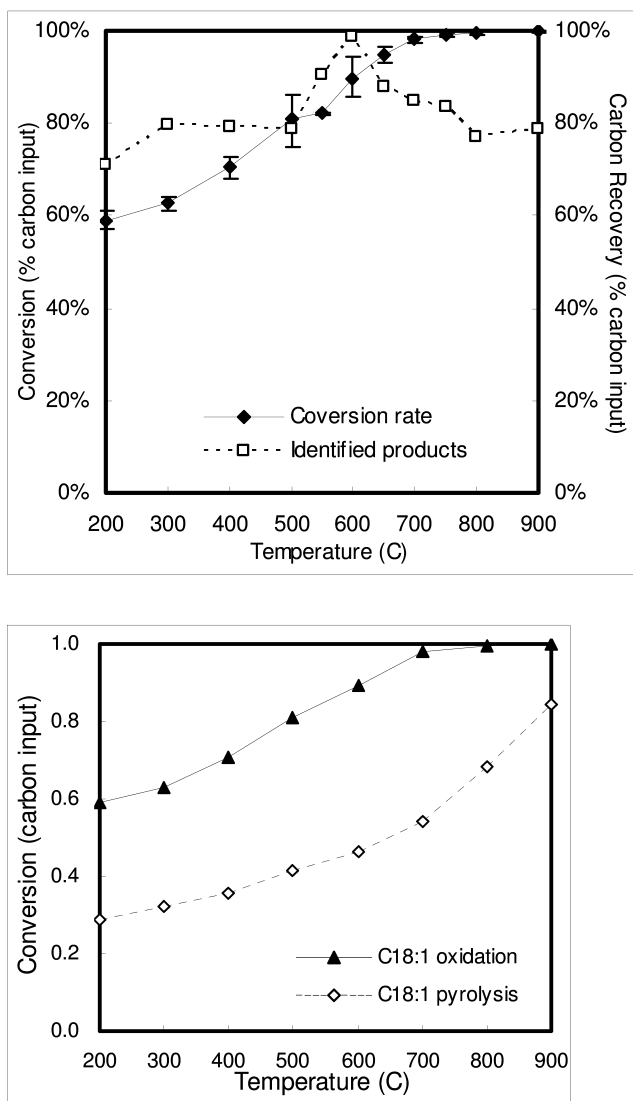 100%
80%
60%
40%
20%
0%
Conversion (% carbon input)
100%
80%
60%
40%
20%
0%
Carbon Recovery (% carbon input)
Coversion rate
Identified products
200 300 400 500 600 700 800 900
Temperature (C)
1.0
0.8
0.6
0.4
0.2
0.0
Conversion (carbon input)
C18:1 oxidation
C18:1 pyrolysis
200 300 400 500 600 700 800 900
Temperature (C)